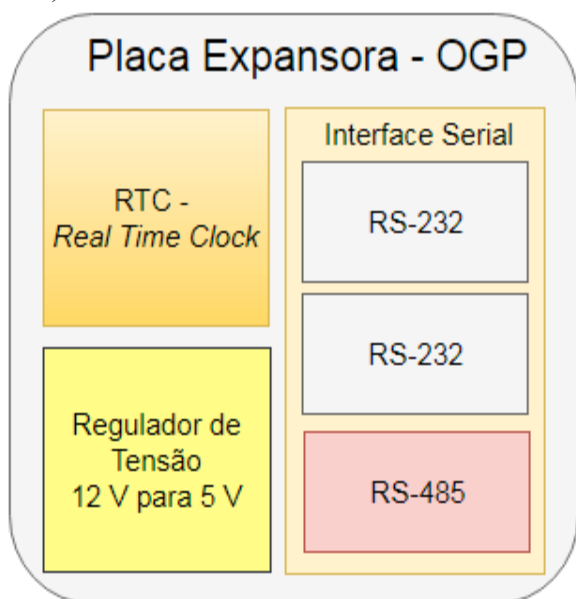 Placa Expansora - OGP
RTC -
Real Time Clock
Regulador de
Tensão
12 V para 5 V
Interface Serial
RS-232
RS-232
RS-485